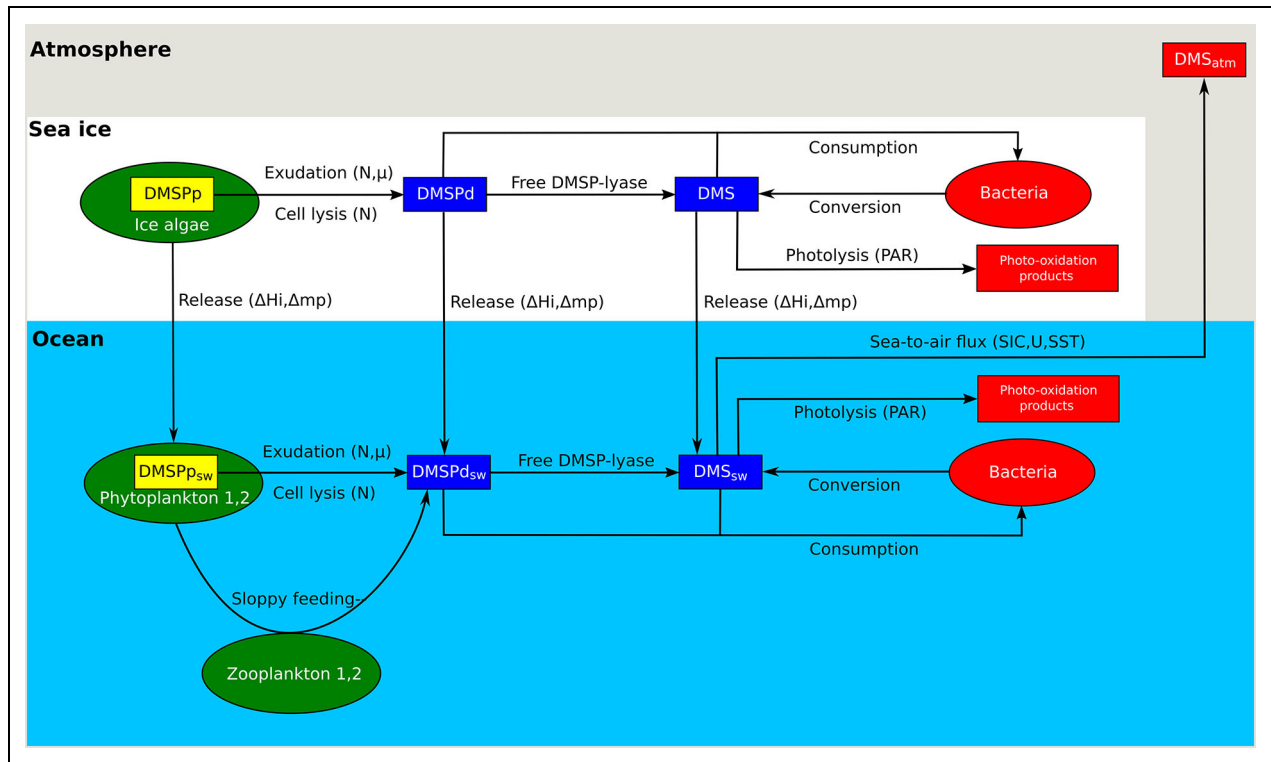 Atmosphere
DMSatm
Sea ice
Consumption
Exudation (N,μ)
DMSPp
DMSPd
Free DMSP-lyase
DMS
Bacteria
Cell lysis (N)
Conversion
Ice algae
Photolysis (PAR)
Photo-oxidation
products
Release (ΔHi,Δmp)
Release (ΔHi,Δmp)
Release (ΔHi,Δmp)
Ocean
Sea-to-air flux (SIC,U,SST)
Photo-oxidation
products
Photolysis (PAR)
Exudation (N,μ)
DMSPpsw
DMSPdsw
Free DMSP-lyase
DMSsw
Bacteria
Phytoplankton 1,2
Cell lysis (N)
Conversion
Consumption
Sloppy feeding--
Zooplankton 1,2